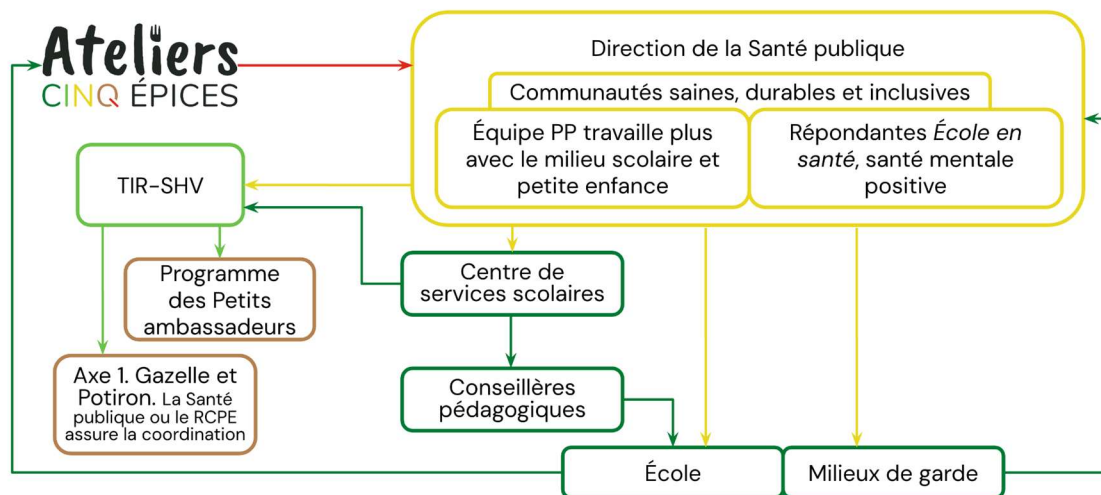 Ateliers
CINQ ÉPICES
Direction de la Santé publique
Communautés saines, durables et inclusives
Équipe PP travaille plus
avec le milieu scolaire et
petite enfance
Répondantes École en
santé, santé mentale
positive
TIR-SHV
Programme
des Petits
ambassadeurs
Centre de
services scolaires
Axe 1. Gazelle et
Potiron. La Santé
publique ou le RCPE
assure la coordination
Conseillères
pédagogiques
École
Milieux de garde